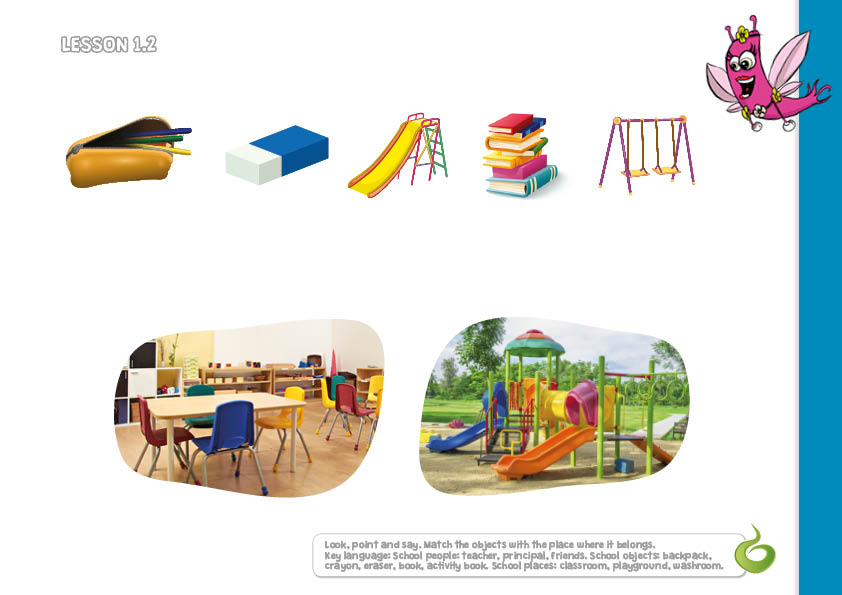 LESSON 1.2
Look, point and say. Match the objects with the place where it belongs.
Key language: School people: teacher, principal, friends. School objects: backpack,
crayon, eraser, book, activity book. School places: classroom, playground, washroom.